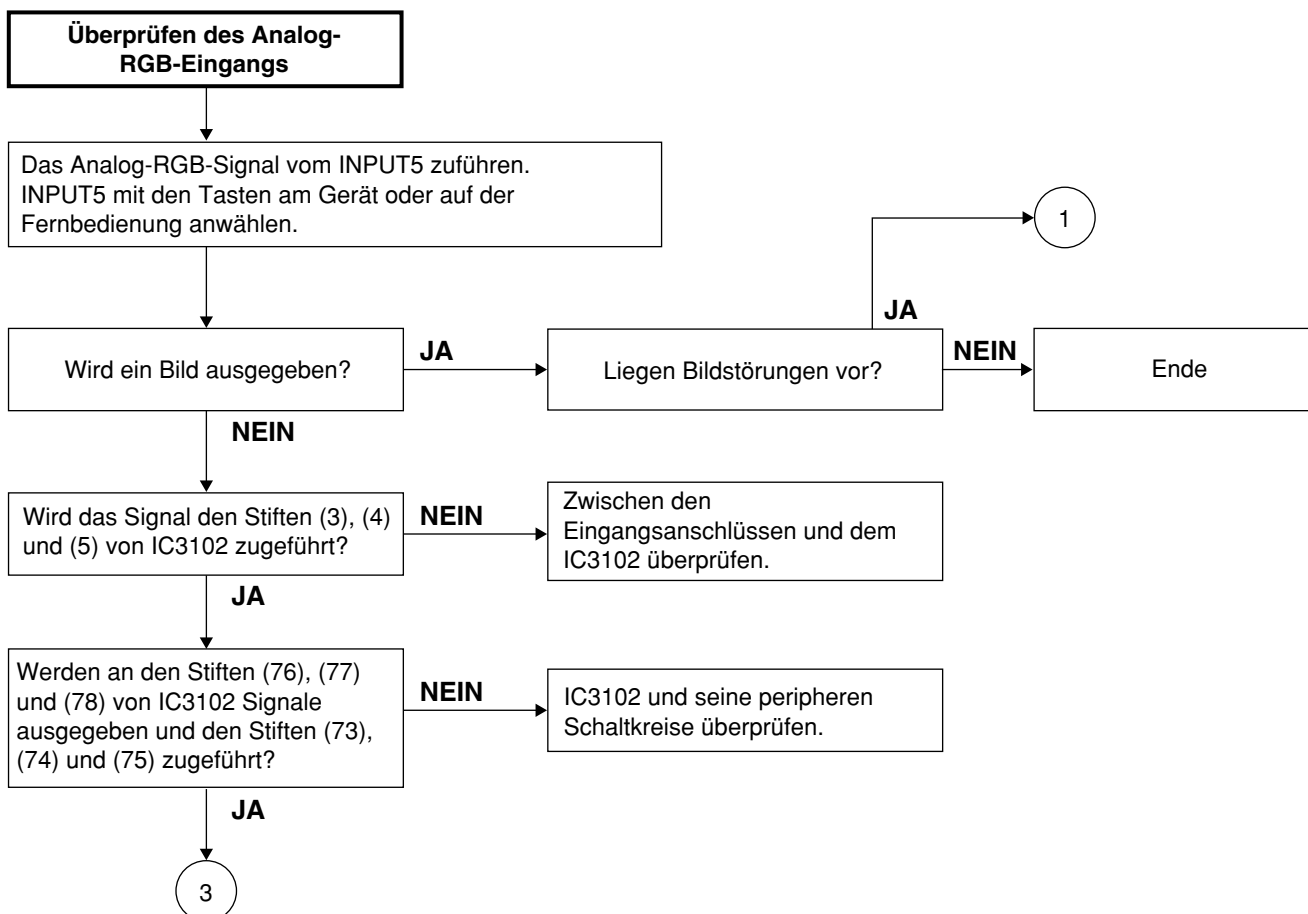 Überprüfen des Analog-
RGB-Eingangs
Das Analog-RGB-Signal vom INPUT5 zuführen.
INPUT5 mit den Tasten am Gerät oder auf der
Fernbedienung anwählen.
1
JA
Wird ein Bild ausgegeben?
JA
Liegen Bildstörungen vor?
NEIN
Ende
NEIN
Wird das Signal den Stiften (3), (4)
und (5) von IC3102 zugeführt?
NEIN
Zwischen den
Eingangsanschlüssen und dem
IC3102 überprüfen.
JA
Werden an den Stiften (76), (77)
und (78) von IC3102 Signale
ausgegeben und den Stiften (73),
(74) und (75) zugeführt?
NEIN
IC3102 und seine peripheren
Schaltkreise überprüfen.
JA
3